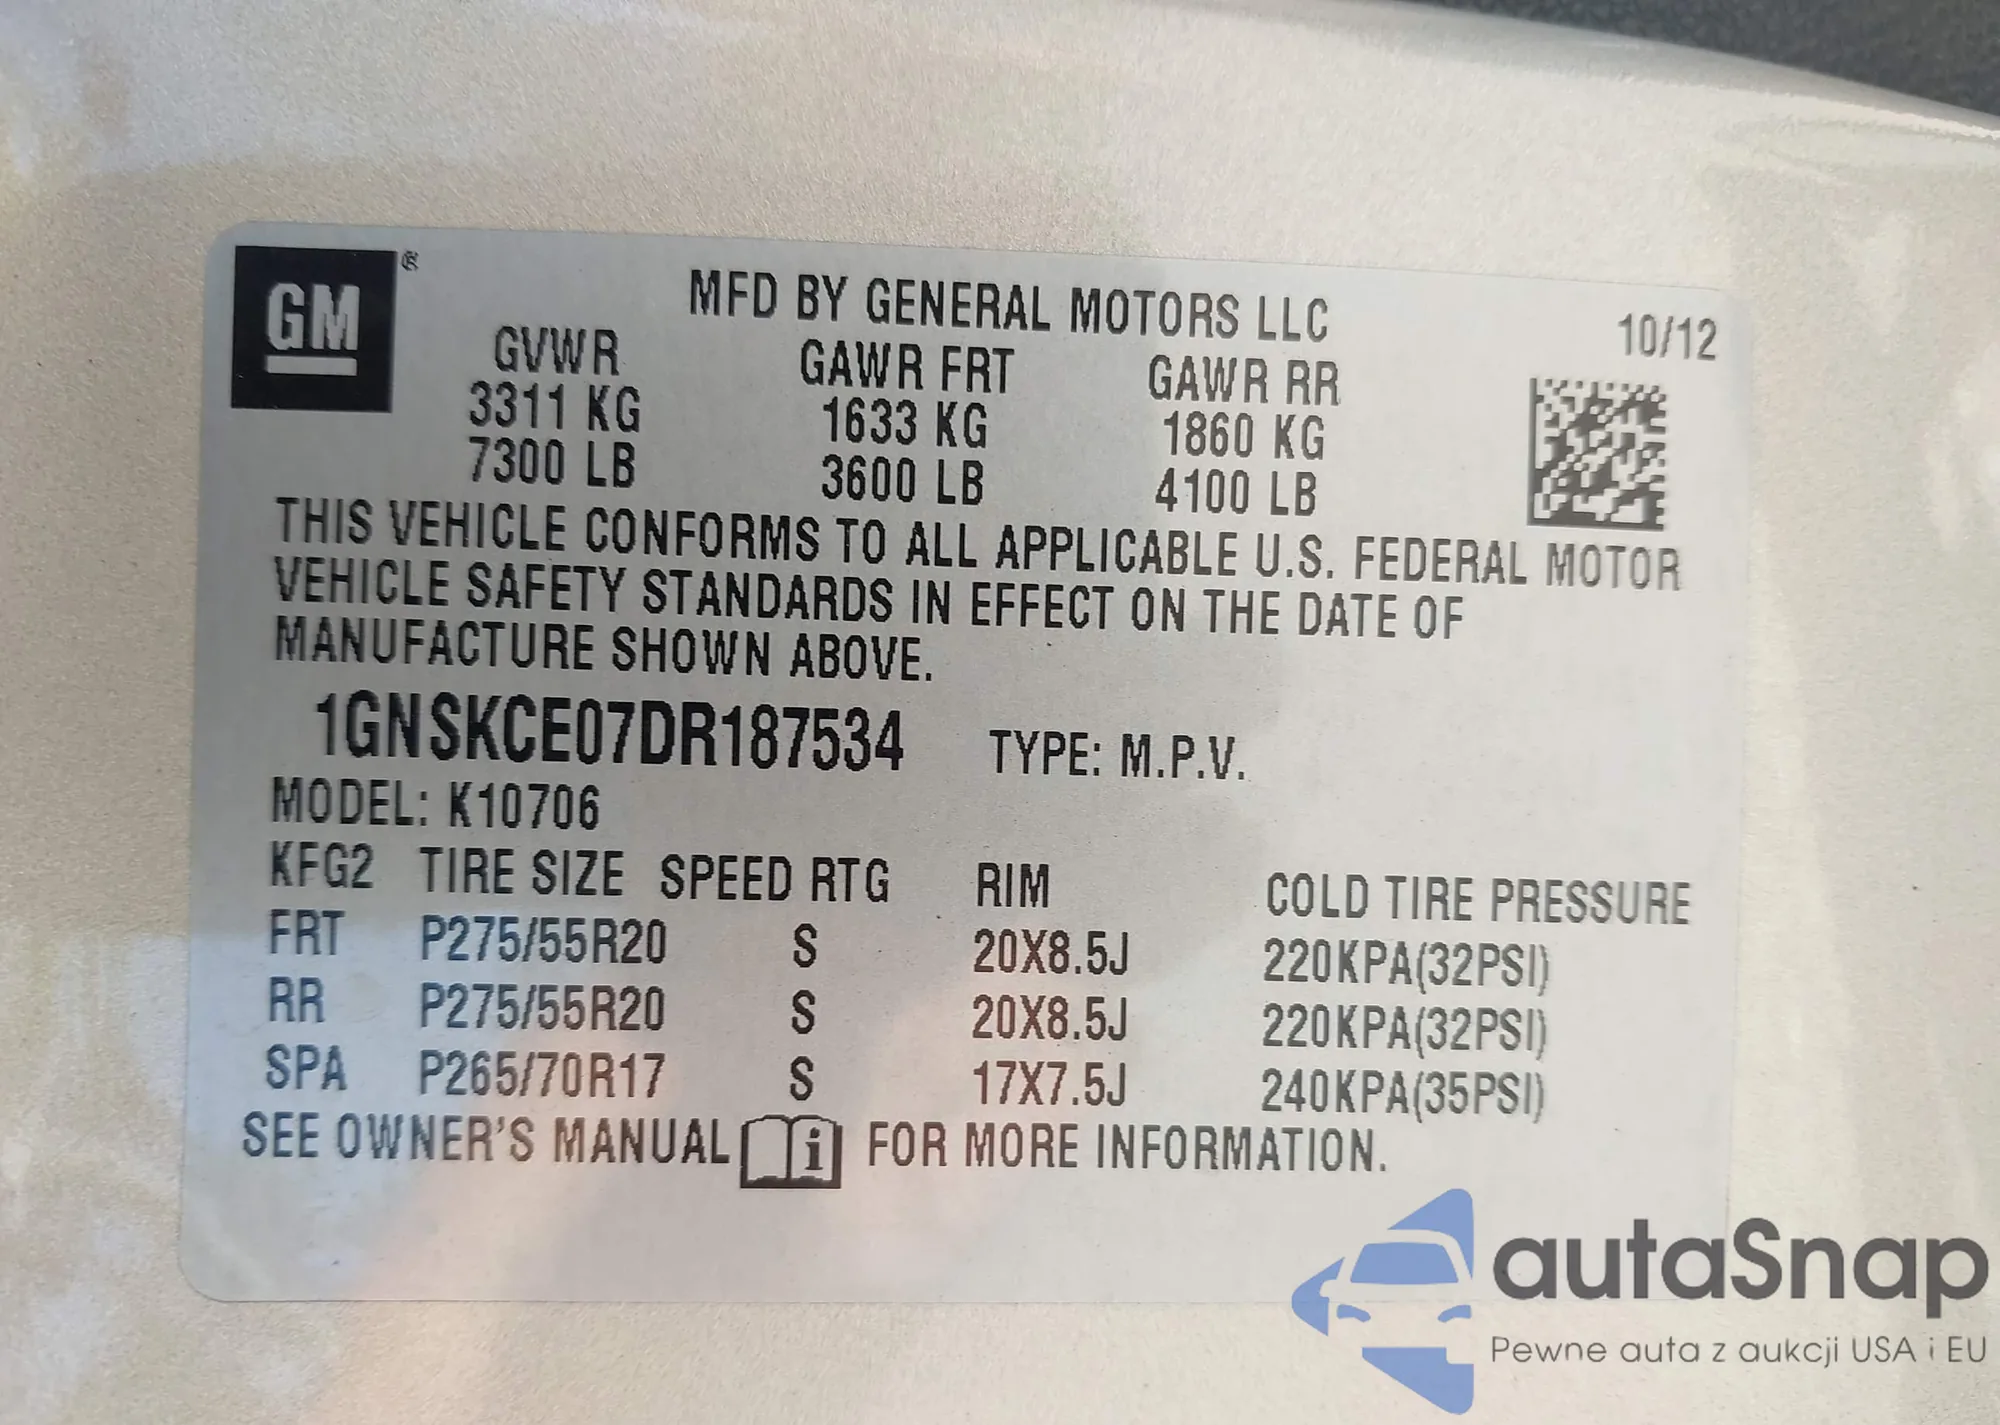 GM ®
MFD BY GENERAL MOTORS LLC 10/12
GVWR GAWR FRT GAWR RR
3311 KG 1633 KG 1860 KG
7300 LB 3600 LB 4100 LB
THIS VEHICLE CONFORMS TO ALL APPLICABLE U.S. FEDERAL MOTOR
VEHICLE SAFETY STANDARDS IN EFFECT ON THE DATE OF
MANUFACTURE SHOWN ABOVE.
1GNSKCE07DR187534 TYPE: M.P.V.
MODEL: K10706
KFG2 TIRE SIZE SPEED RTG RIM COLD TIRE PRESSURE
FRT P275/55R20 S 20X8.5J 220KPA(32PSI)
RR P275/55R20 S 20X8.5J 220KPA(32PSI)
SPA P265/70R17 S 17X7.5J 240KPA(35PSI)
SEE OWNER'S MANUAL i FOR MORE INFORMATION.
autaSnap
Pewne auta z aukcji USA i EU